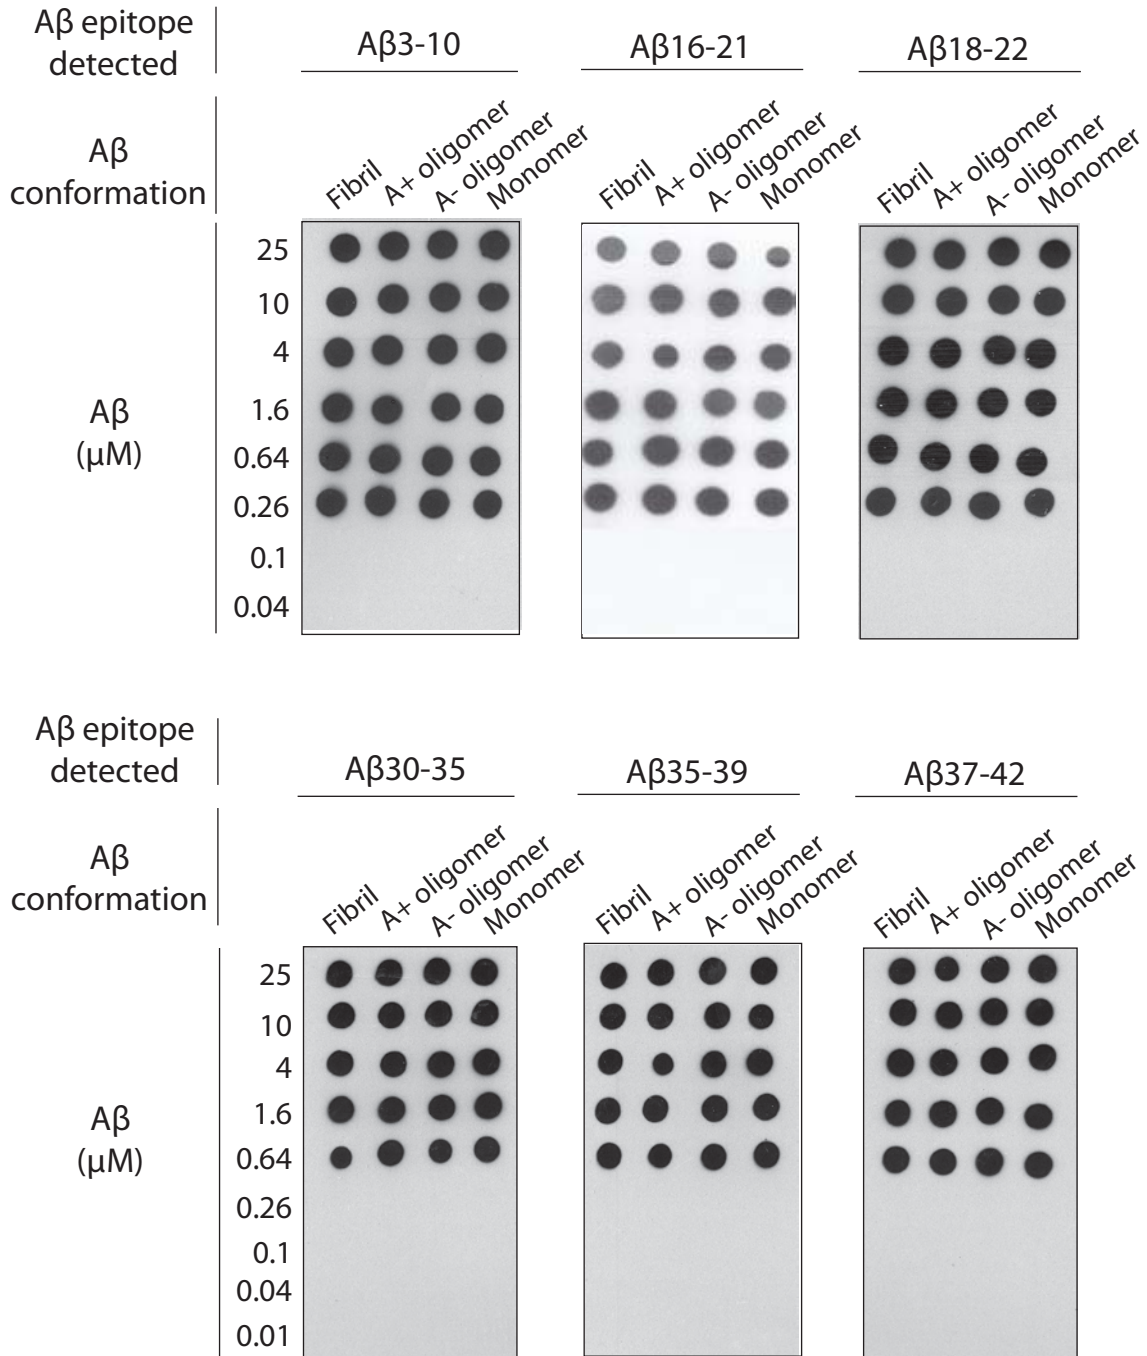 Aβ epitope
detected
Aβ3-10
Aβ16-21
Aβ18-22
Aβ
conformation
Fibril
A+ oligomer
A- oligomer
Monomer
Fibril
A+ oligomer
A- oligomer
Monomer
Fibril
A+ oligomer
A- oligomer
Monomer
Aβ
(μM)
25
10
4
1.6
0.64
0.26
0.1
0.04
Aβ epitope
detected
Aβ30-35
Aβ35-39
Aβ37-42
Aβ
conformation
Fibril
A+ oligomer
A- oligomer
Monomer
Fibril
A+ oligomer
A- oligomer
Monomer
Fibril
A+ oligomer
A- oligomer
Monomer
Aβ
(μM)
25
10
4
1.6
0.64
0.26
0.1
0.04
0.01